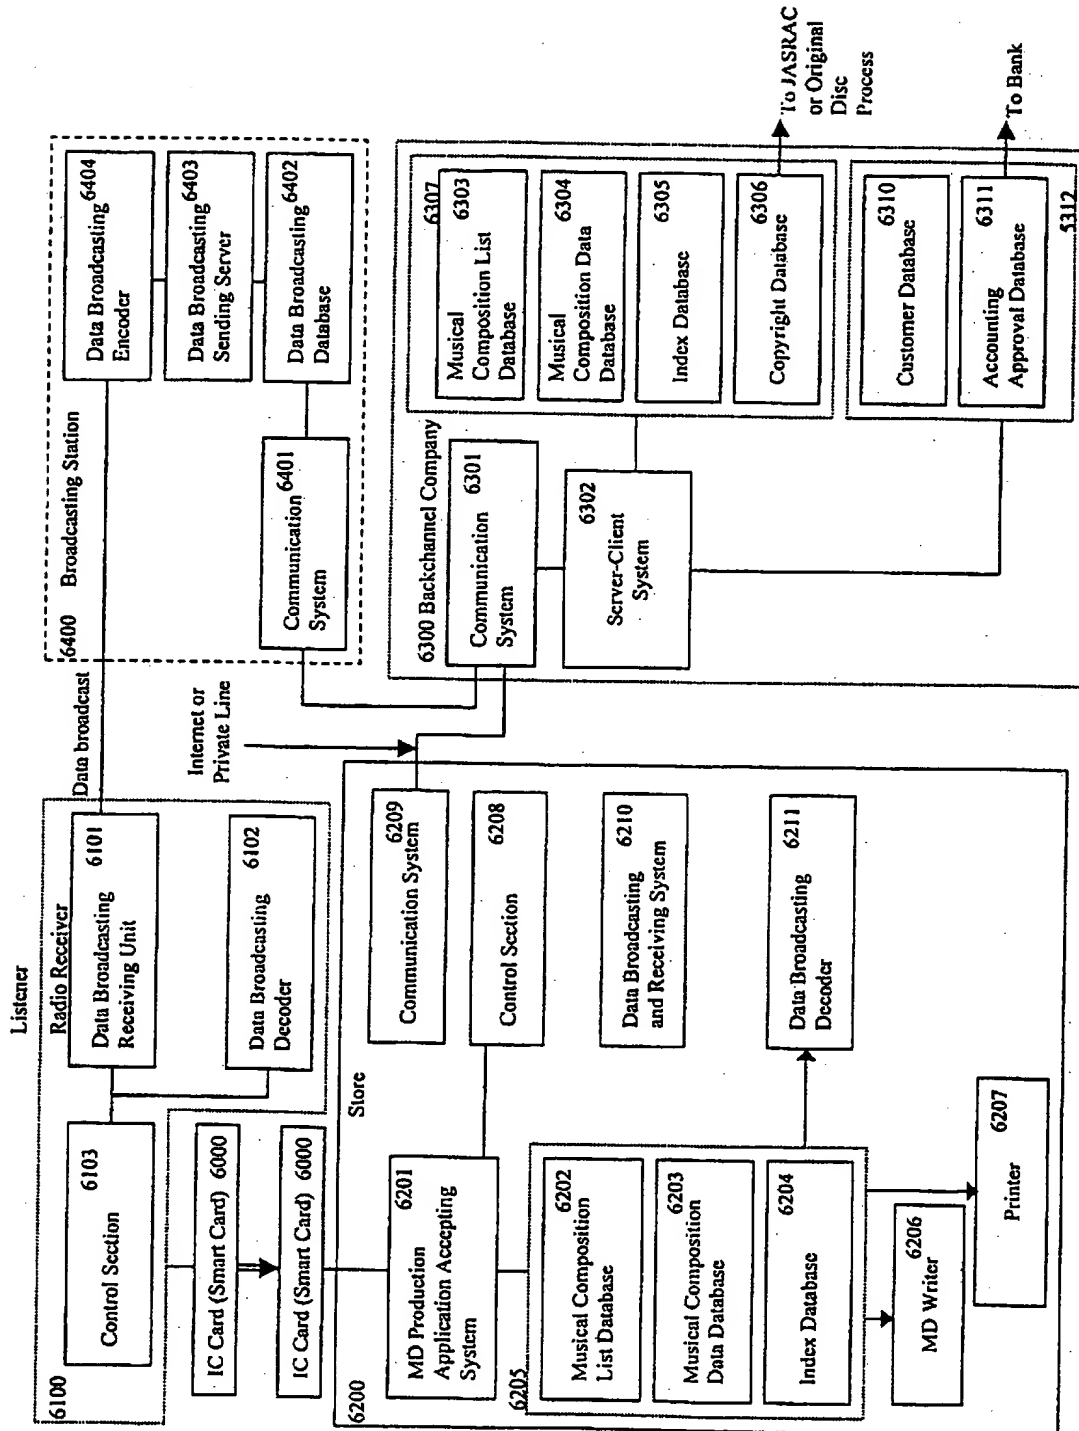 Listener
6100
Radio Receiver
Control Section
6103
Data Broadcasting
Receiving Unit
6101
Data Broadcasting
Decoder
6102
Data broadcast
IC Card (Smart Card) 6000
IC Card (Smart Card) 6000
Internet or
Private Line
6400 Broadcasting Station
Data Broadcasting
Encoder
6404
Data Broadcasting
Sending Server
6403
Data Broadcasting
Database
6402
Communication
System
6401
6200
Store
MD Production
Application Accepting
System
6201
6205
Musical Composition
List Database
6202
Musical Composition
Data Database
6203
Index Database
6204
MD Writer
6206
Printer
6207
Communication System
6209
Control Section
6208
Data Broadcasting
and Receiving System
6210
Data Broadcasting
Decoder
6211
6300 Backchannel Company
Communication
System
6301
6302
Server-Client
System
6307
Musical
Composition List
Database
6303
Musical
Composition Data
Database
6304
Index Database
6305
Copyright Database
6306
To JASRAC
or Original
Disc
Process
Customer Database
6310
Accounting
Approval Database
6311
5312
To Bank